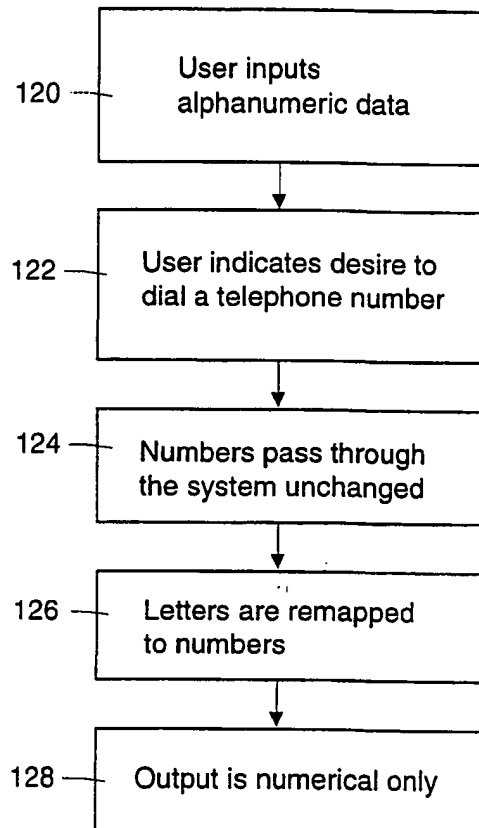 120
User inputs
alphanumeric data
122
User indicates desire to
dial a telephone number
124
Numbers pass through
the system unchanged
126
Letters are remapped
to numbers
128
Output is numerical only